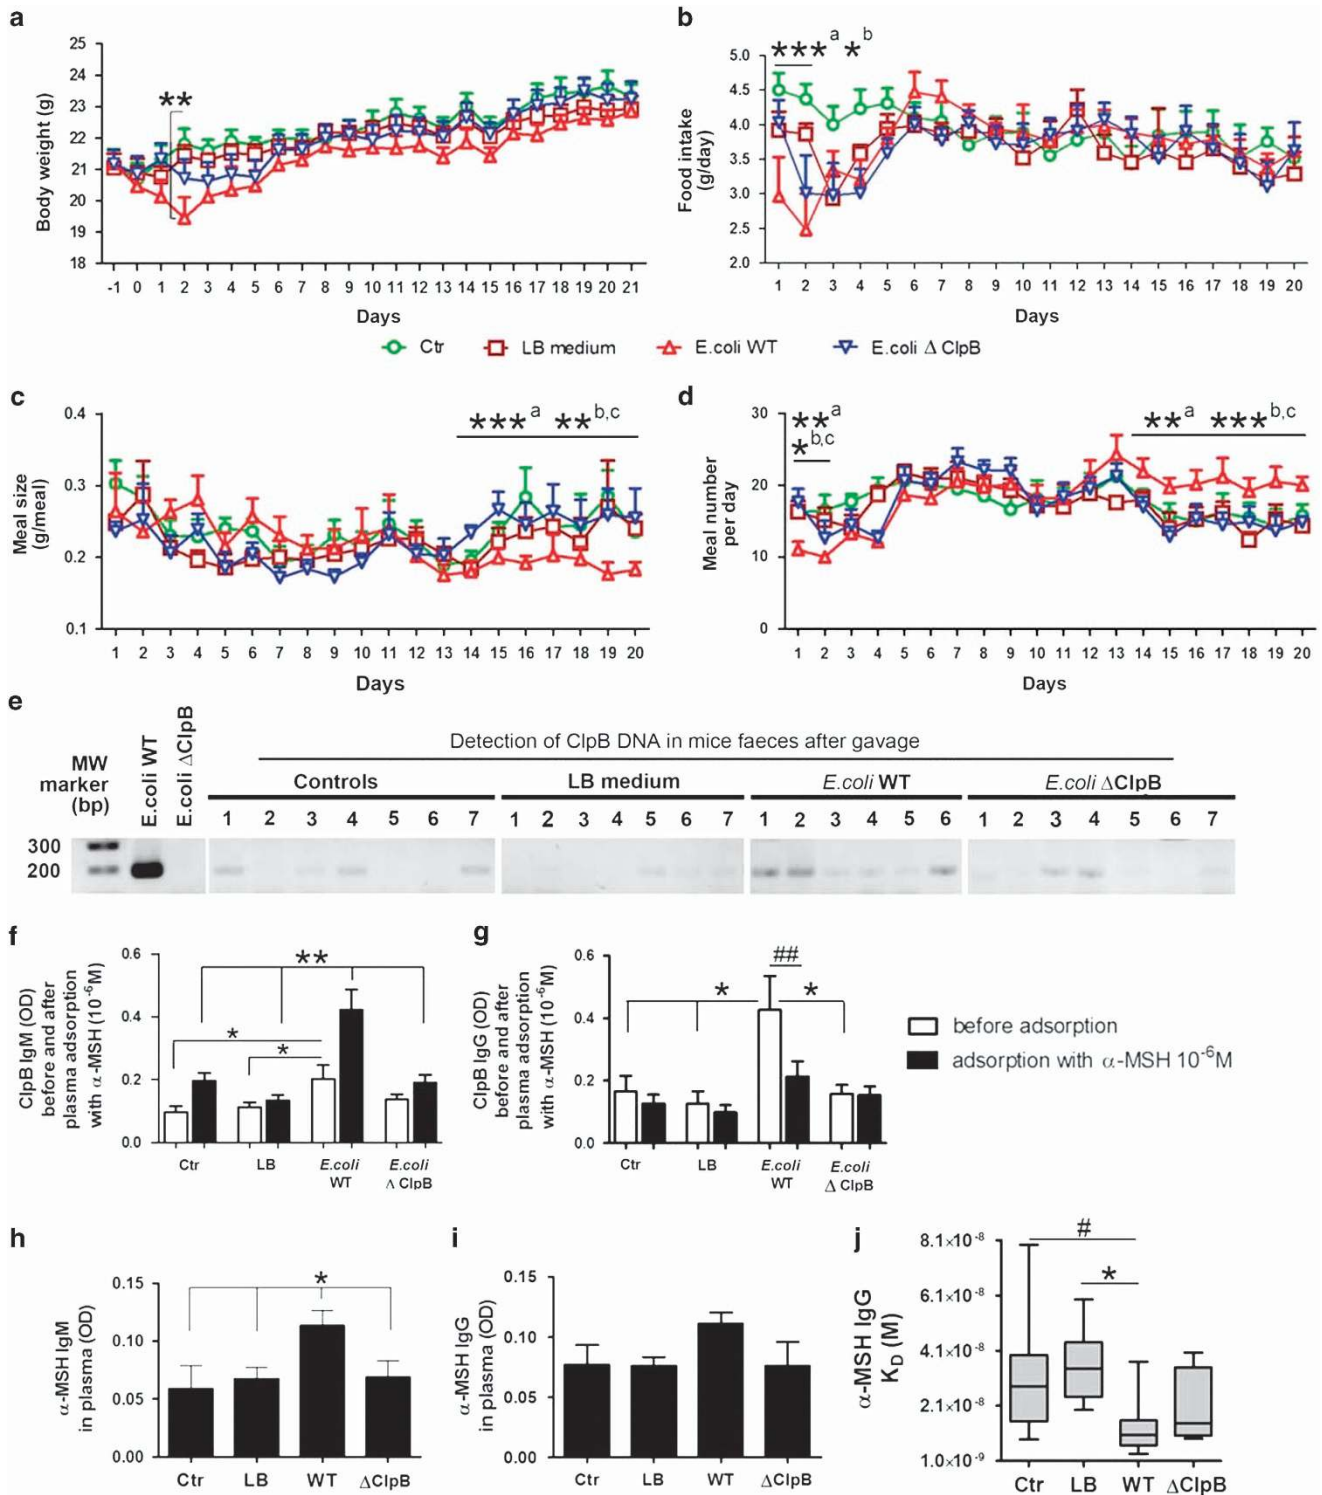 a
25
24
23
22
21
20
19
18
Body weight (g)
**
-1 0 1 2 3 4 5 6 7 8 9 10 11 12 13 14 15 16 17 18 19 20 21
Days
b
5.0
4.5
4.0
3.5
3.0
2.5
2.0
Food intake
(g/day)
***a *b
1 2 3 4 5 6 7 8 9 10 11 12 13 14 15 16 17 18 19 20
Days
Ctr LB medium E.coli WT E.coli Δ ClpB
c
0.4
0.3
0.2
0.1
Meal size
(g/meal)
***a **b,c
1 2 3 4 5 6 7 8 9 10 11 12 13 14 15 16 17 18 19 20
Days
d
30
20
10
0
Meal number
per day
**a
*b,c
**a ***b,c
1 2 3 4 5 6 7 8 9 10 11 12 13 14 15 16 17 18 19 20
Days
e
MW
marker
(bp)
E.coli WT
E.coli ΔClpB
Detection of ClpB DNA in mice faeces after gavage
Controls LB medium E.coli WT E.coli ΔClpB
1 2 3 4 5 6 7 1 2 3 4 5 6 7 1 2 3 4 5 6 1 2 3 4 5 6 7
300
200
f
ClpB IgM (OD)
before and after
plasma adsorption
with α-MSH (10⁻⁶M)
0.6
0.4
0.2
0.0
**
*
*
Ctr LB E.coli E.coli
WT Δ ClpB
g
ClpB IgG (OD)
before and after
plasma adsorption
with α-MSH (10⁻⁶M)
0.6
0.4
0.2
0.0
##
* *
Ctr LB E.coli E.coli
WT Δ ClpB
before adsorption
adsorption with α-MSH 10⁻⁶M
h
α-MSH IgM
in plasma (OD)
0.15
0.10
0.05
0.00
*
Ctr LB WT ΔClpB
i
α-MSH IgG
in plasma (OD)
0.15
0.10
0.05
0.00
Ctr LB WT ΔClpB
j
α-MSH IgG
K_D (M)
8.1×10⁻⁸
6.1×10⁻⁸
4.1×10⁻⁸
2.1×10⁻⁸
1.0×10⁻⁹
#
*
Ctr LB WT ΔClpB